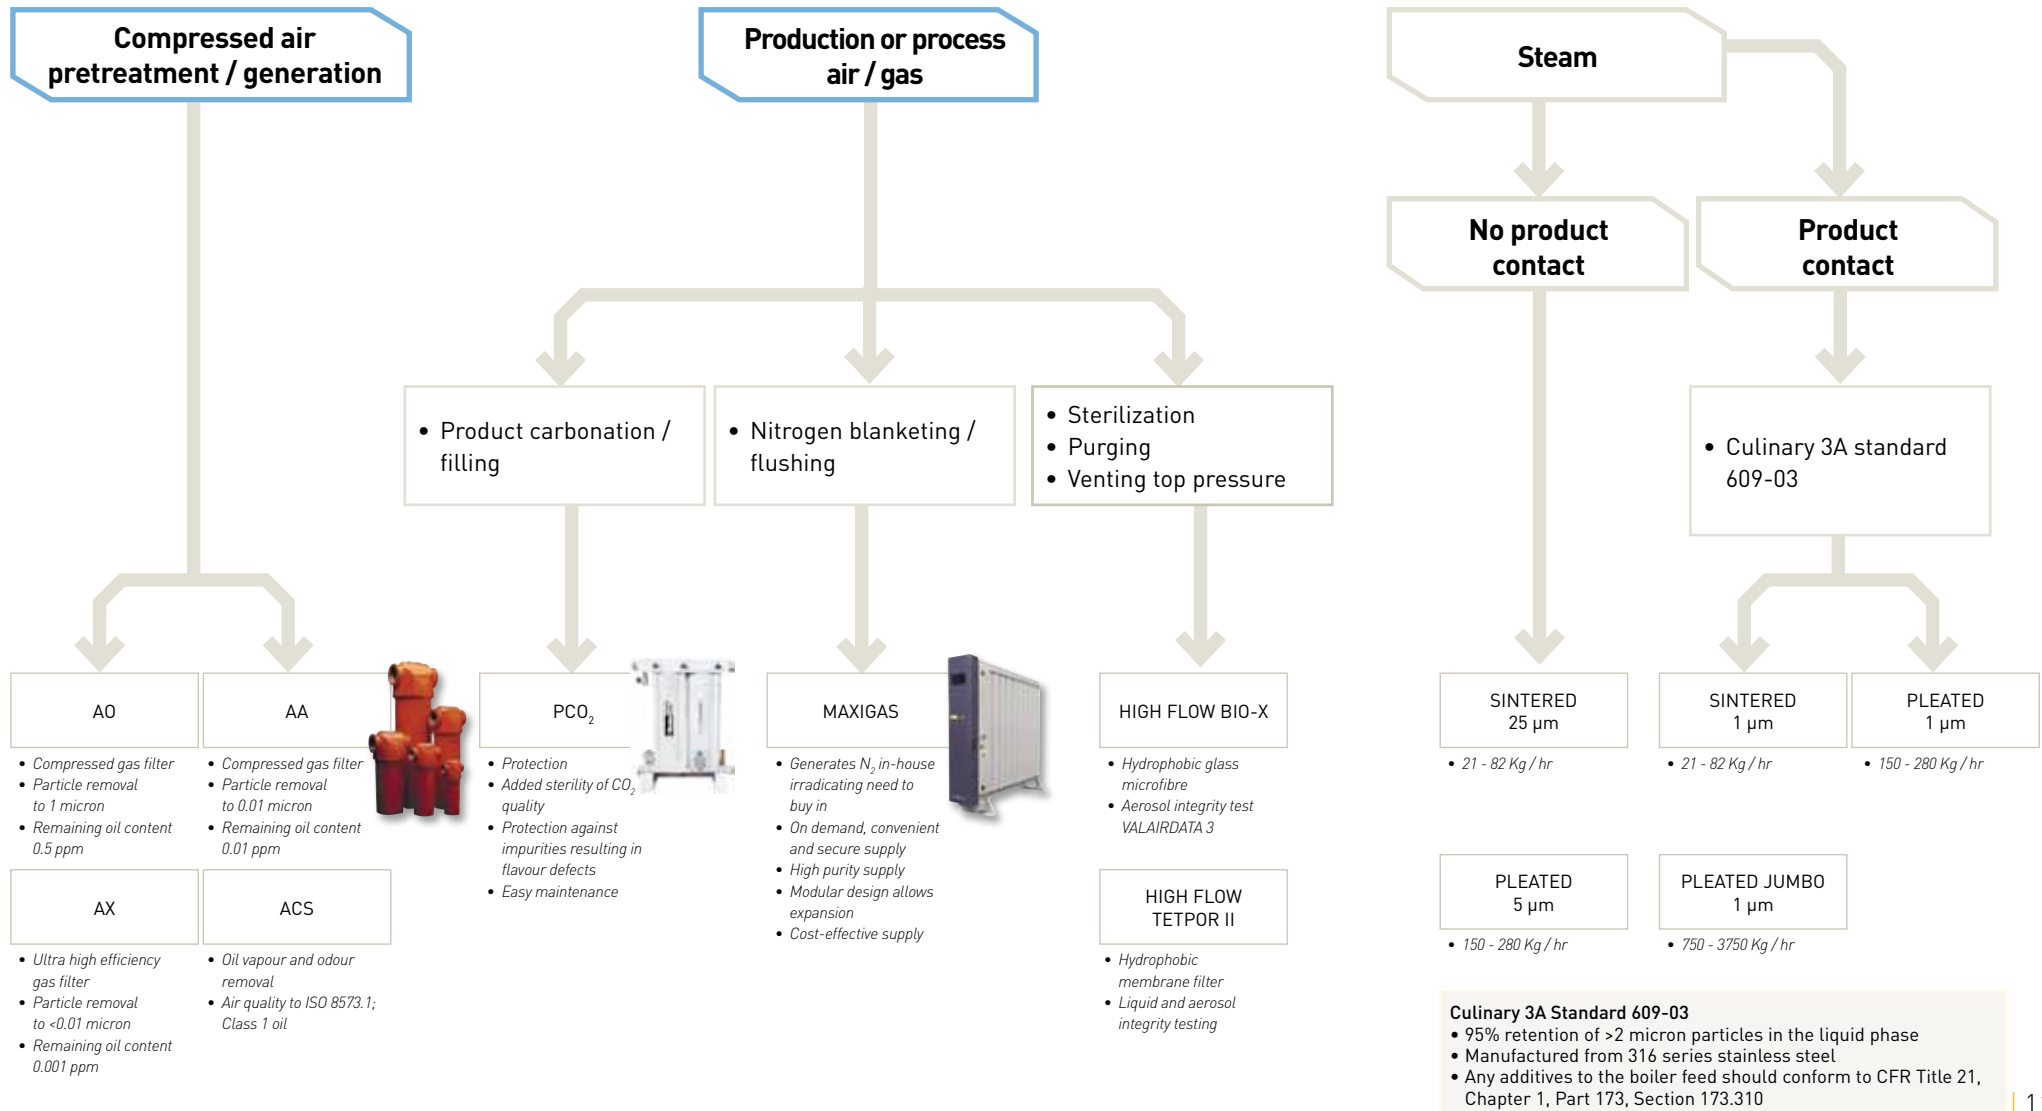 Compressed air
pretreatment / generation
Production or process
air / gas
Steam
No product
contact
Product
contact
• Product carbonation /
filling
• Nitrogen blanketing /
flushing
• Sterilization
• Purging
• Venting top pressure
• Culinary 3A standard
609-03
AO
• Compressed gas filter
• Particle removal
to 1 micron
• Remaining oil content
0.5 ppm
AA
• Compressed gas filter
• Particle removal
to 0.01 micron
• Remaining oil content
0.01 ppm
AX
• Ultra high efficiency
gas filter
• Particle removal
to <0.01 micron
• Remaining oil content
0.001 ppm
ACS
• Oil vapour and odour
removal
• Air quality to ISO 8573.1;
Class 1 oil
PCO₂
• Protection
• Added sterility of CO₂
quality
• Protection against
impurities resulting in
flavour defects
• Easy maintenance
MAXIGAS
• Generates N₂ in-house
irradicating need to
buy in
• On demand, convenient
and secure supply
• High purity supply
• Modular design allows
expansion
• Cost-effective supply
HIGH FLOW BIO-X
• Hydrophobic glass
microfibre
• Aerosol integrity test
VALAIRDATA 3
HIGH FLOW
TETPOR II
• Hydrophobic
membrane filter
• Liquid and aerosol
integrity testing
SINTERED
25 µm
• 21 - 82 Kg / hr
SINTERED
1 µm
• 21 - 82 Kg / hr
PLEATED
1 µm
• 150 - 280 Kg / hr
PLEATED
5 µm
• 150 - 280 Kg / hr
PLEATED JUMBO
1 µm
• 750 - 3750 Kg / hr
Culinary 3A Standard 609-03
• 95% retention of >2 micron particles in the liquid phase
• Manufactured from 316 series stainless steel
• Any additives to the boiler feed should conform to CFR Title 21,
Chapter 1, Part 173, Section 173.310
| 1